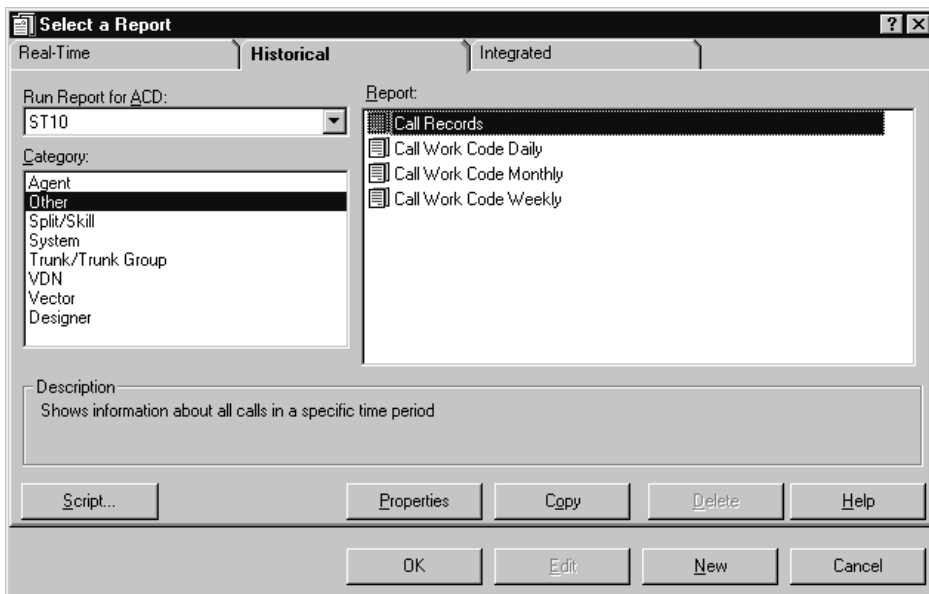 Select a Report
Real-Time
Historical
Integrated
Run Report for ACD:
ST10
Category:
Agent
Other
Split/Skill
System
Trunk/Trunk Group
VDN
Vector
Designer
Report:
Call Records
Call Work Code Daily
Call Work Code Monthly
Call Work Code Weekly
Description
Shows information about all calls in a specific time period
Script...
Properties
Copy
Delete
Help
OK
Edit
New
Cancel